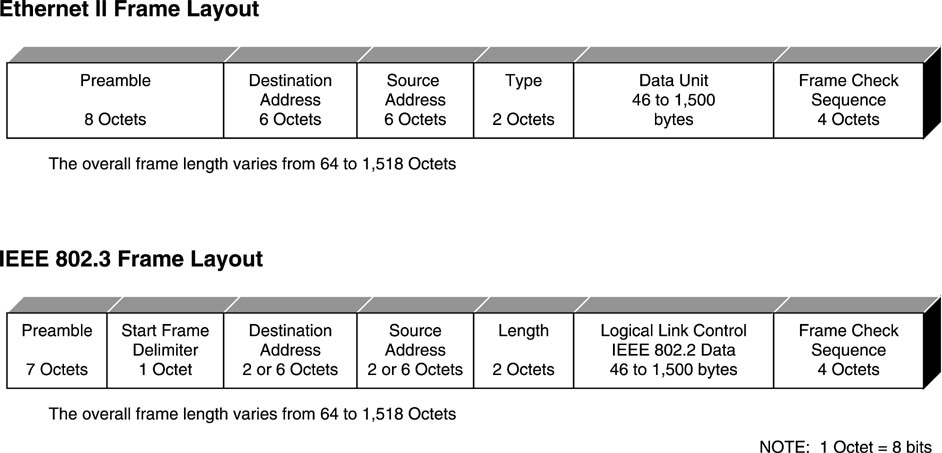 Ethernet II Frame Layout
Preamble
8 Octets
Destination
Address
6 Octets
Source
Address
6 Octets
Type
2 Octets
Data Unit
46 to 1,500
bytes
Frame Check
Sequence
4 Octets
The overall frame length varies from 64 to 1,518 Octets
IEEE 802.3 Frame Layout
Preamble
7 Octets
Start Frame
Delimiter
1 Octet
Destination
Address
2 or 6 Octets
Source
Address
2 or 6 Octets
Length
2 Octets
Logical Link Control
IEEE 802.2 Data
46 to 1,500 bytes
Frame Check
Sequence
4 Octets
The overall frame length varies from 64 to 1,518 Octets
NOTE: 1 Octet = 8 bits